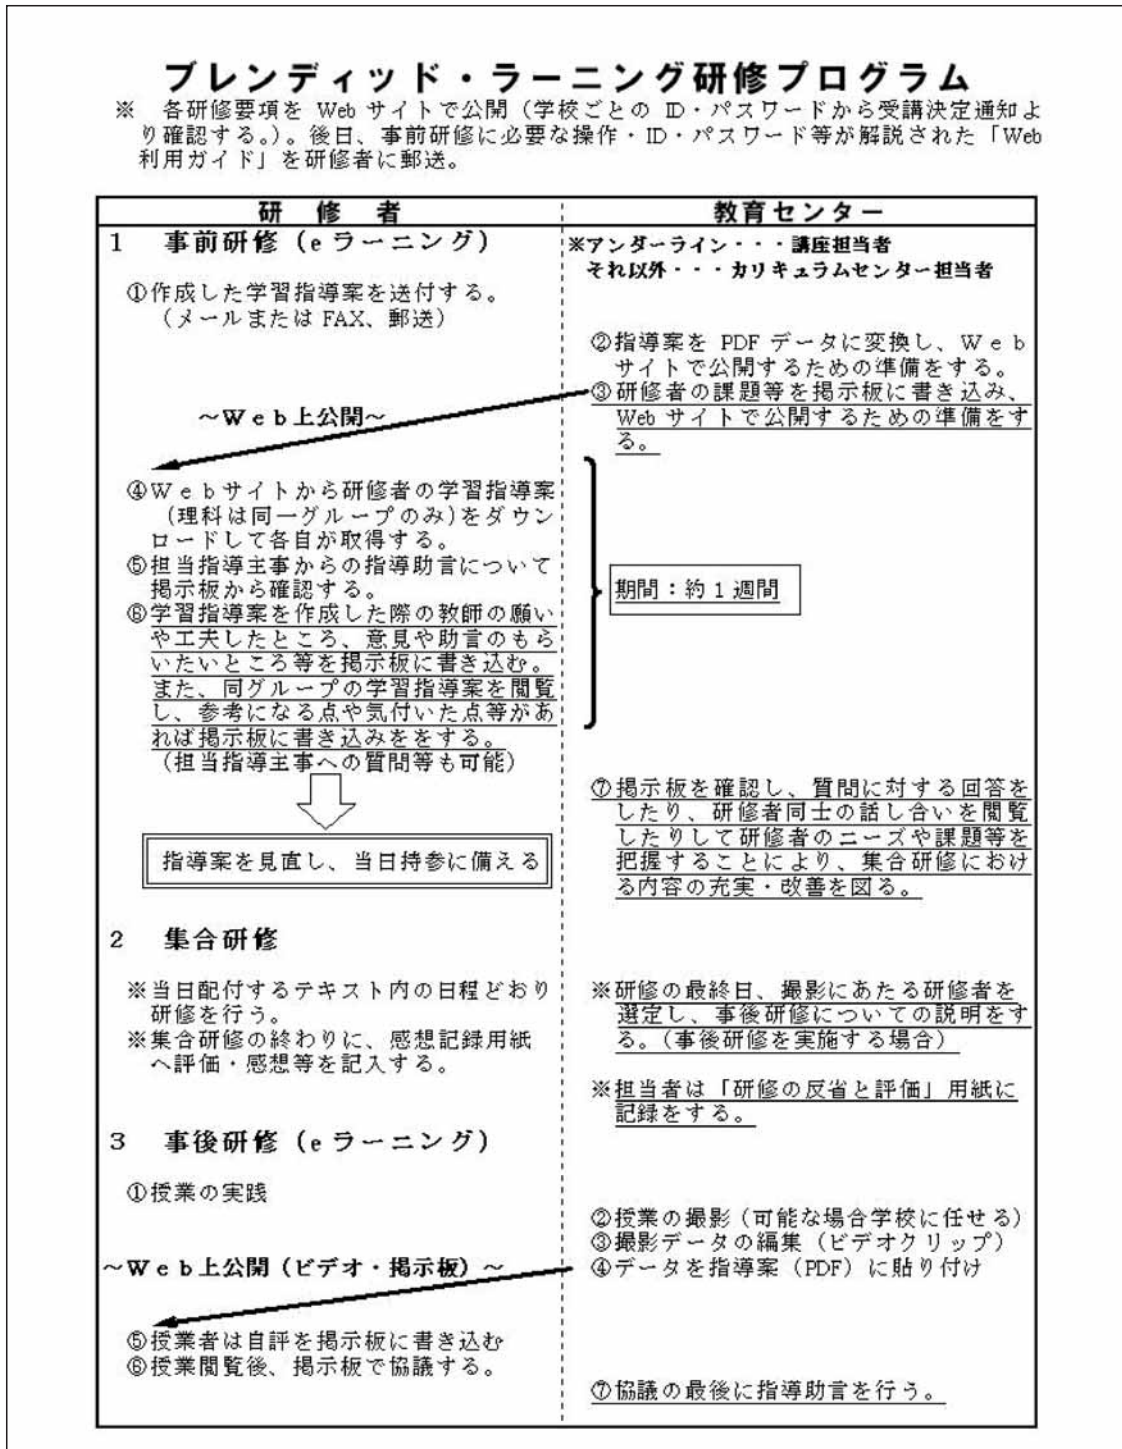 ブレンディッド・ラーニング研修プログラム
※　各研修要項を Web サイトで公開（学校ごとの ID・パスワードから受講決定通知よ
り確認する。）。後日、事前研修に必要な操作・ID・パスワード等が解説された「Web
利用ガイド」を研修者に郵送。
研　修　者
教育センター
1　事前研修（e ラーニング）
※アンダーライン・・・講座担当者
それ以外・・・カリキュラムセンター担当者
①作成した学習指導案を送付する。
（メールまたは FAX、郵送）
②指導案を PDF データに変換し、Ｗｅｂ
サイトで公開するための準備をする。
③研修者の課題等を掲示板に書き込み、
Web サイトで公開するための準備をす
る。
～Ｗｅｂ上公開～
④Ｗｅｂサイトから研修者の学習指導案
（理科は同一グループのみ）をダウン
ロードして各自が取得する。
⑤担当指導主事からの指導助言について
掲示板から確認する。
⑥学習指導案を作成した際の教師の願い
や工夫したところ、意見や助言のもら
いたいところ等を掲示板に書き込む。
また、同グループの学習指導案を閲覧
し、参考になる点や気付いた点等があ
れば掲示板に書き込みををする。
（担当指導主事への質問等も可能）
期間：約１週間
指導案を見直し、当日持参に備える
⑦掲示板を確認し、質問に対する回答を
したり、研修者同士の話し合いを閲覧
したりして研修者のニーズや課題等を
把握することにより、集合研修におけ
る内容の充実・改善を図る。
2　集合研修
※当日配付するテキスト内の日程どおり
研修を行う。
※集合研修の終わりに、感想記録用紙
へ評価・感想等を記入する。
※研修の最終日、撮影にあたる研修者を
選定し、事後研修についての説明をす
る。（事後研修を実施する場合）
※担当者は「研修の反省と評価」用紙に
記録をする。
3　事後研修（e ラーニング）
①授業の実践
②授業の撮影（可能な場合学校に任せる）
③撮影データの編集（ビデオクリップ）
④データを指導案（PDF）に貼り付け
～Ｗｅｂ上公開（ビデオ・掲示板）～
⑤授業者は自評を掲示板に書き込む
⑥授業閲覧後、掲示板で協議する。
⑦協議の最後に指導助言を行う。